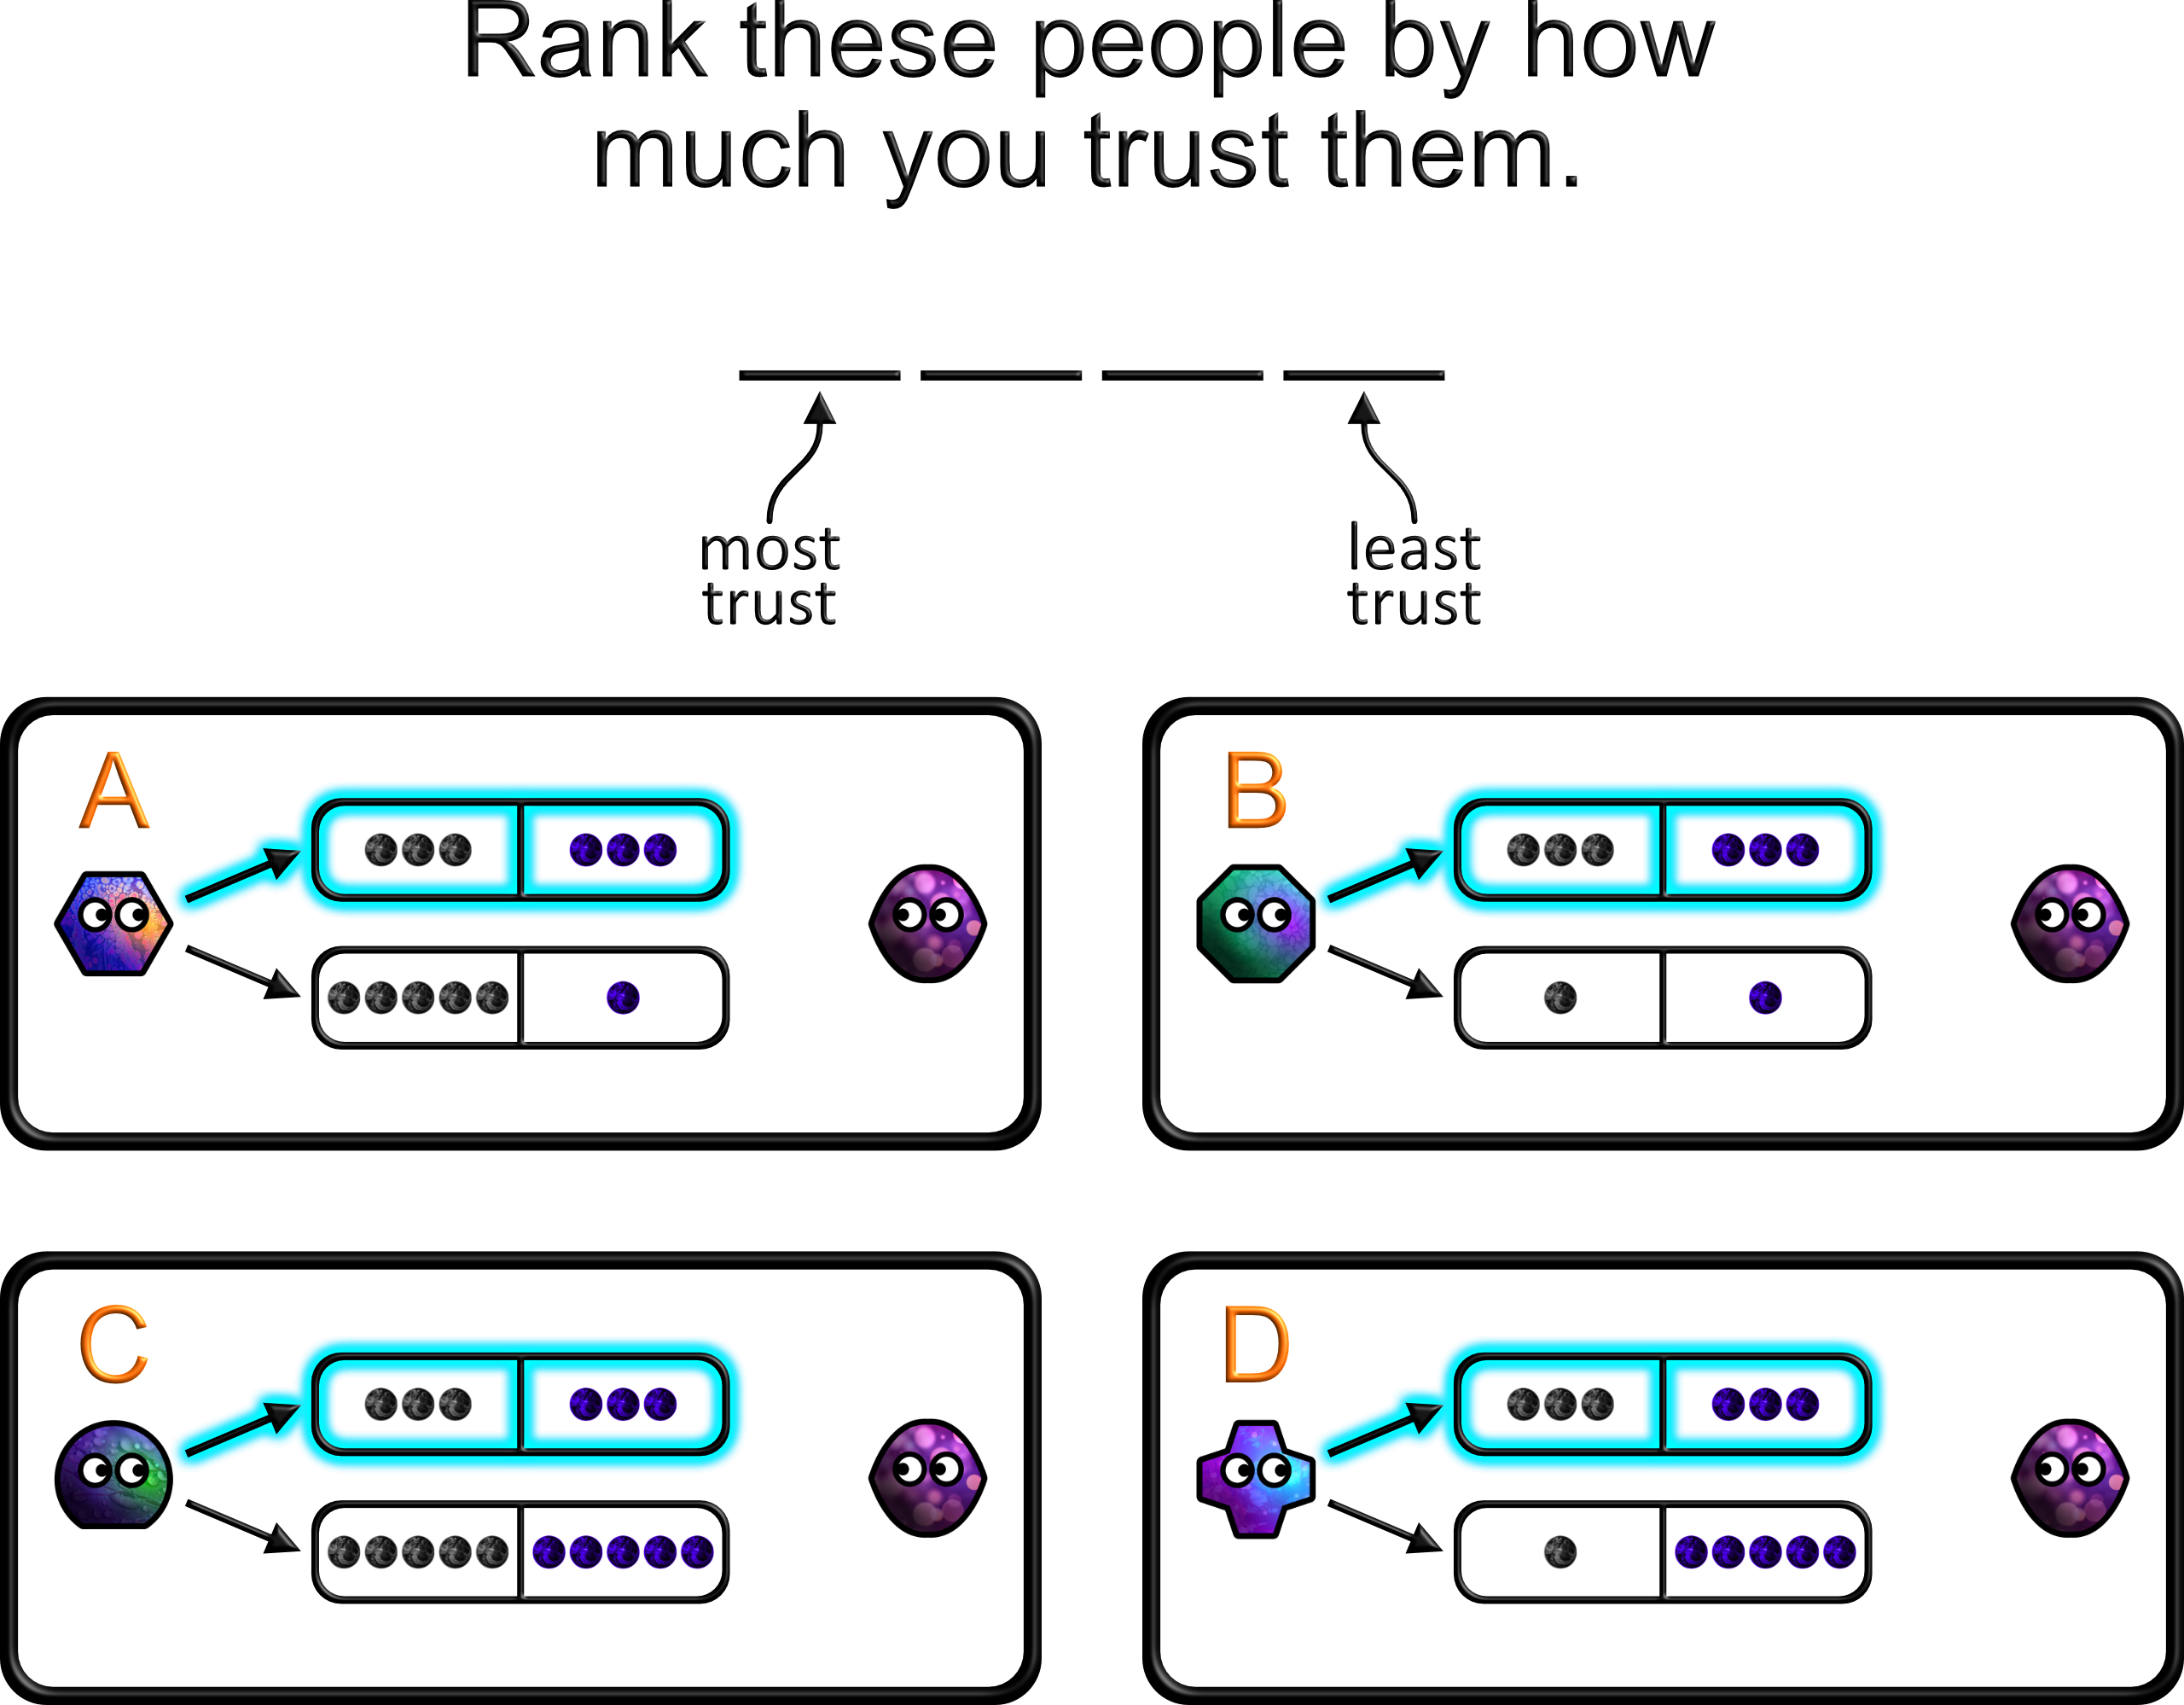 Rank these people by how
much you trust them.
most
trust
least
trust
A
B
C
D